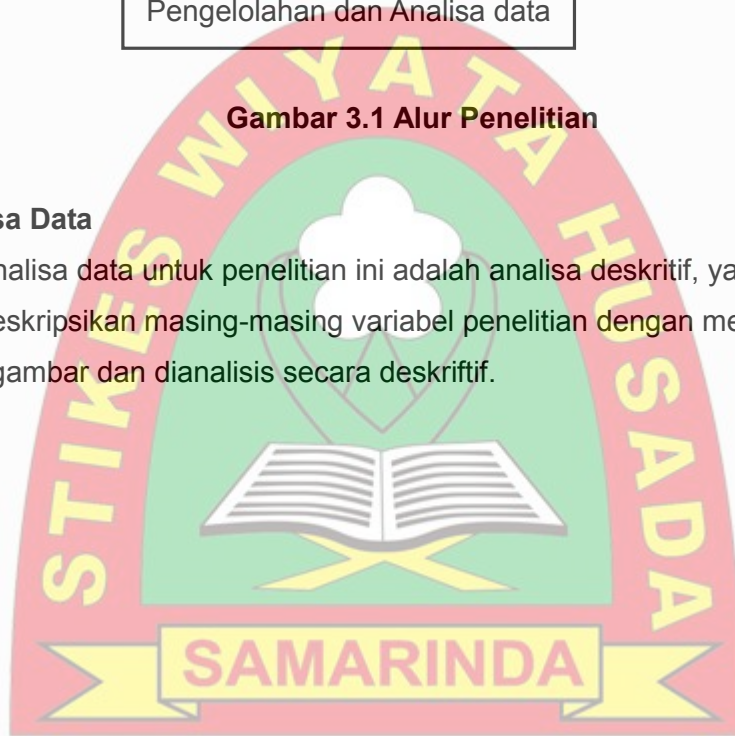 Pengelolahan dan Analisa data
Gambar 3.1 Alur Penelitian
sa Data
nalisa data untuk penelitian ini adalah analisa deskritif, ya
eskripsikan masing-masing variabel penelitian dengan me
gambar dan dianalisis secara deskriftif.
STIKES WIYATA HUSADA
SAMARINDA